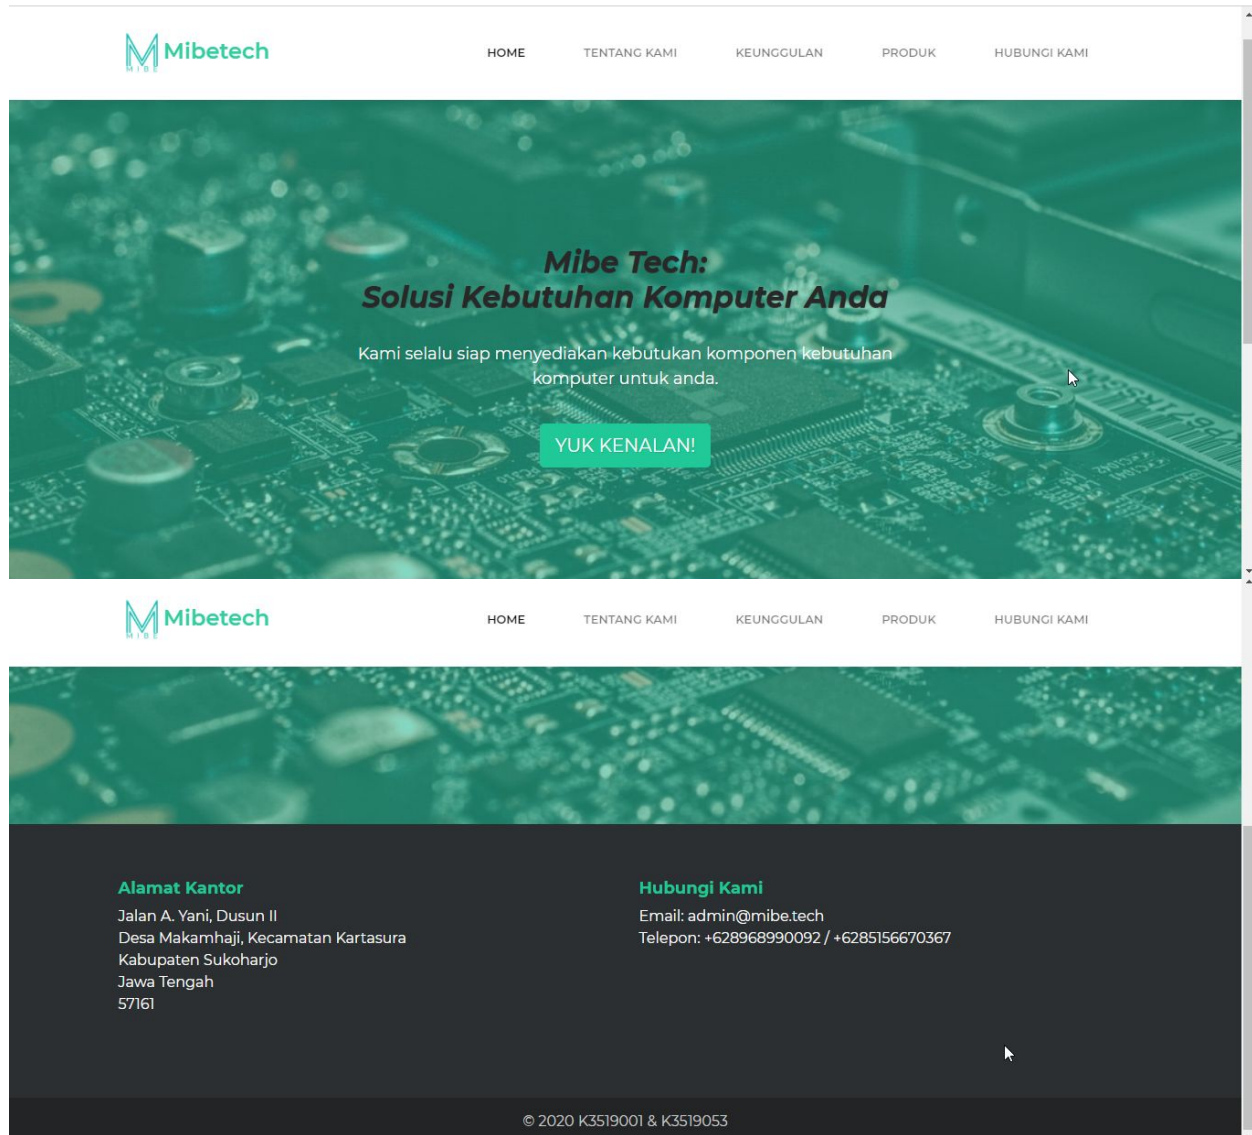 MIBE
Mibetech
HOME
TENTANG KAMI
KEUNGGULAN
PRODUK
HUBUNGI KAMI
Mibe Tech:
Solusi Kebutuhan Komputer Anda
Kami selalu siap menyediakan kebutukan komponen kebutuhan
komputer untuk anda.
YUK KENALAN!
MIBE
Mibetech
HOME
TENTANG KAMI
KEUNGGULAN
PRODUK
HUBUNGI KAMI
Alamat Kantor
Jalan A. Yani, Dusun II
Desa Makamhaji, Kecamatan Kartasura
Kabupaten Sukoharjo
Jawa Tengah
57161
Hubungi Kami
Email: admin@mibe.tech
Telepon: +628968990092 / +6285156670367
© 2020 K3519001 & K3519053